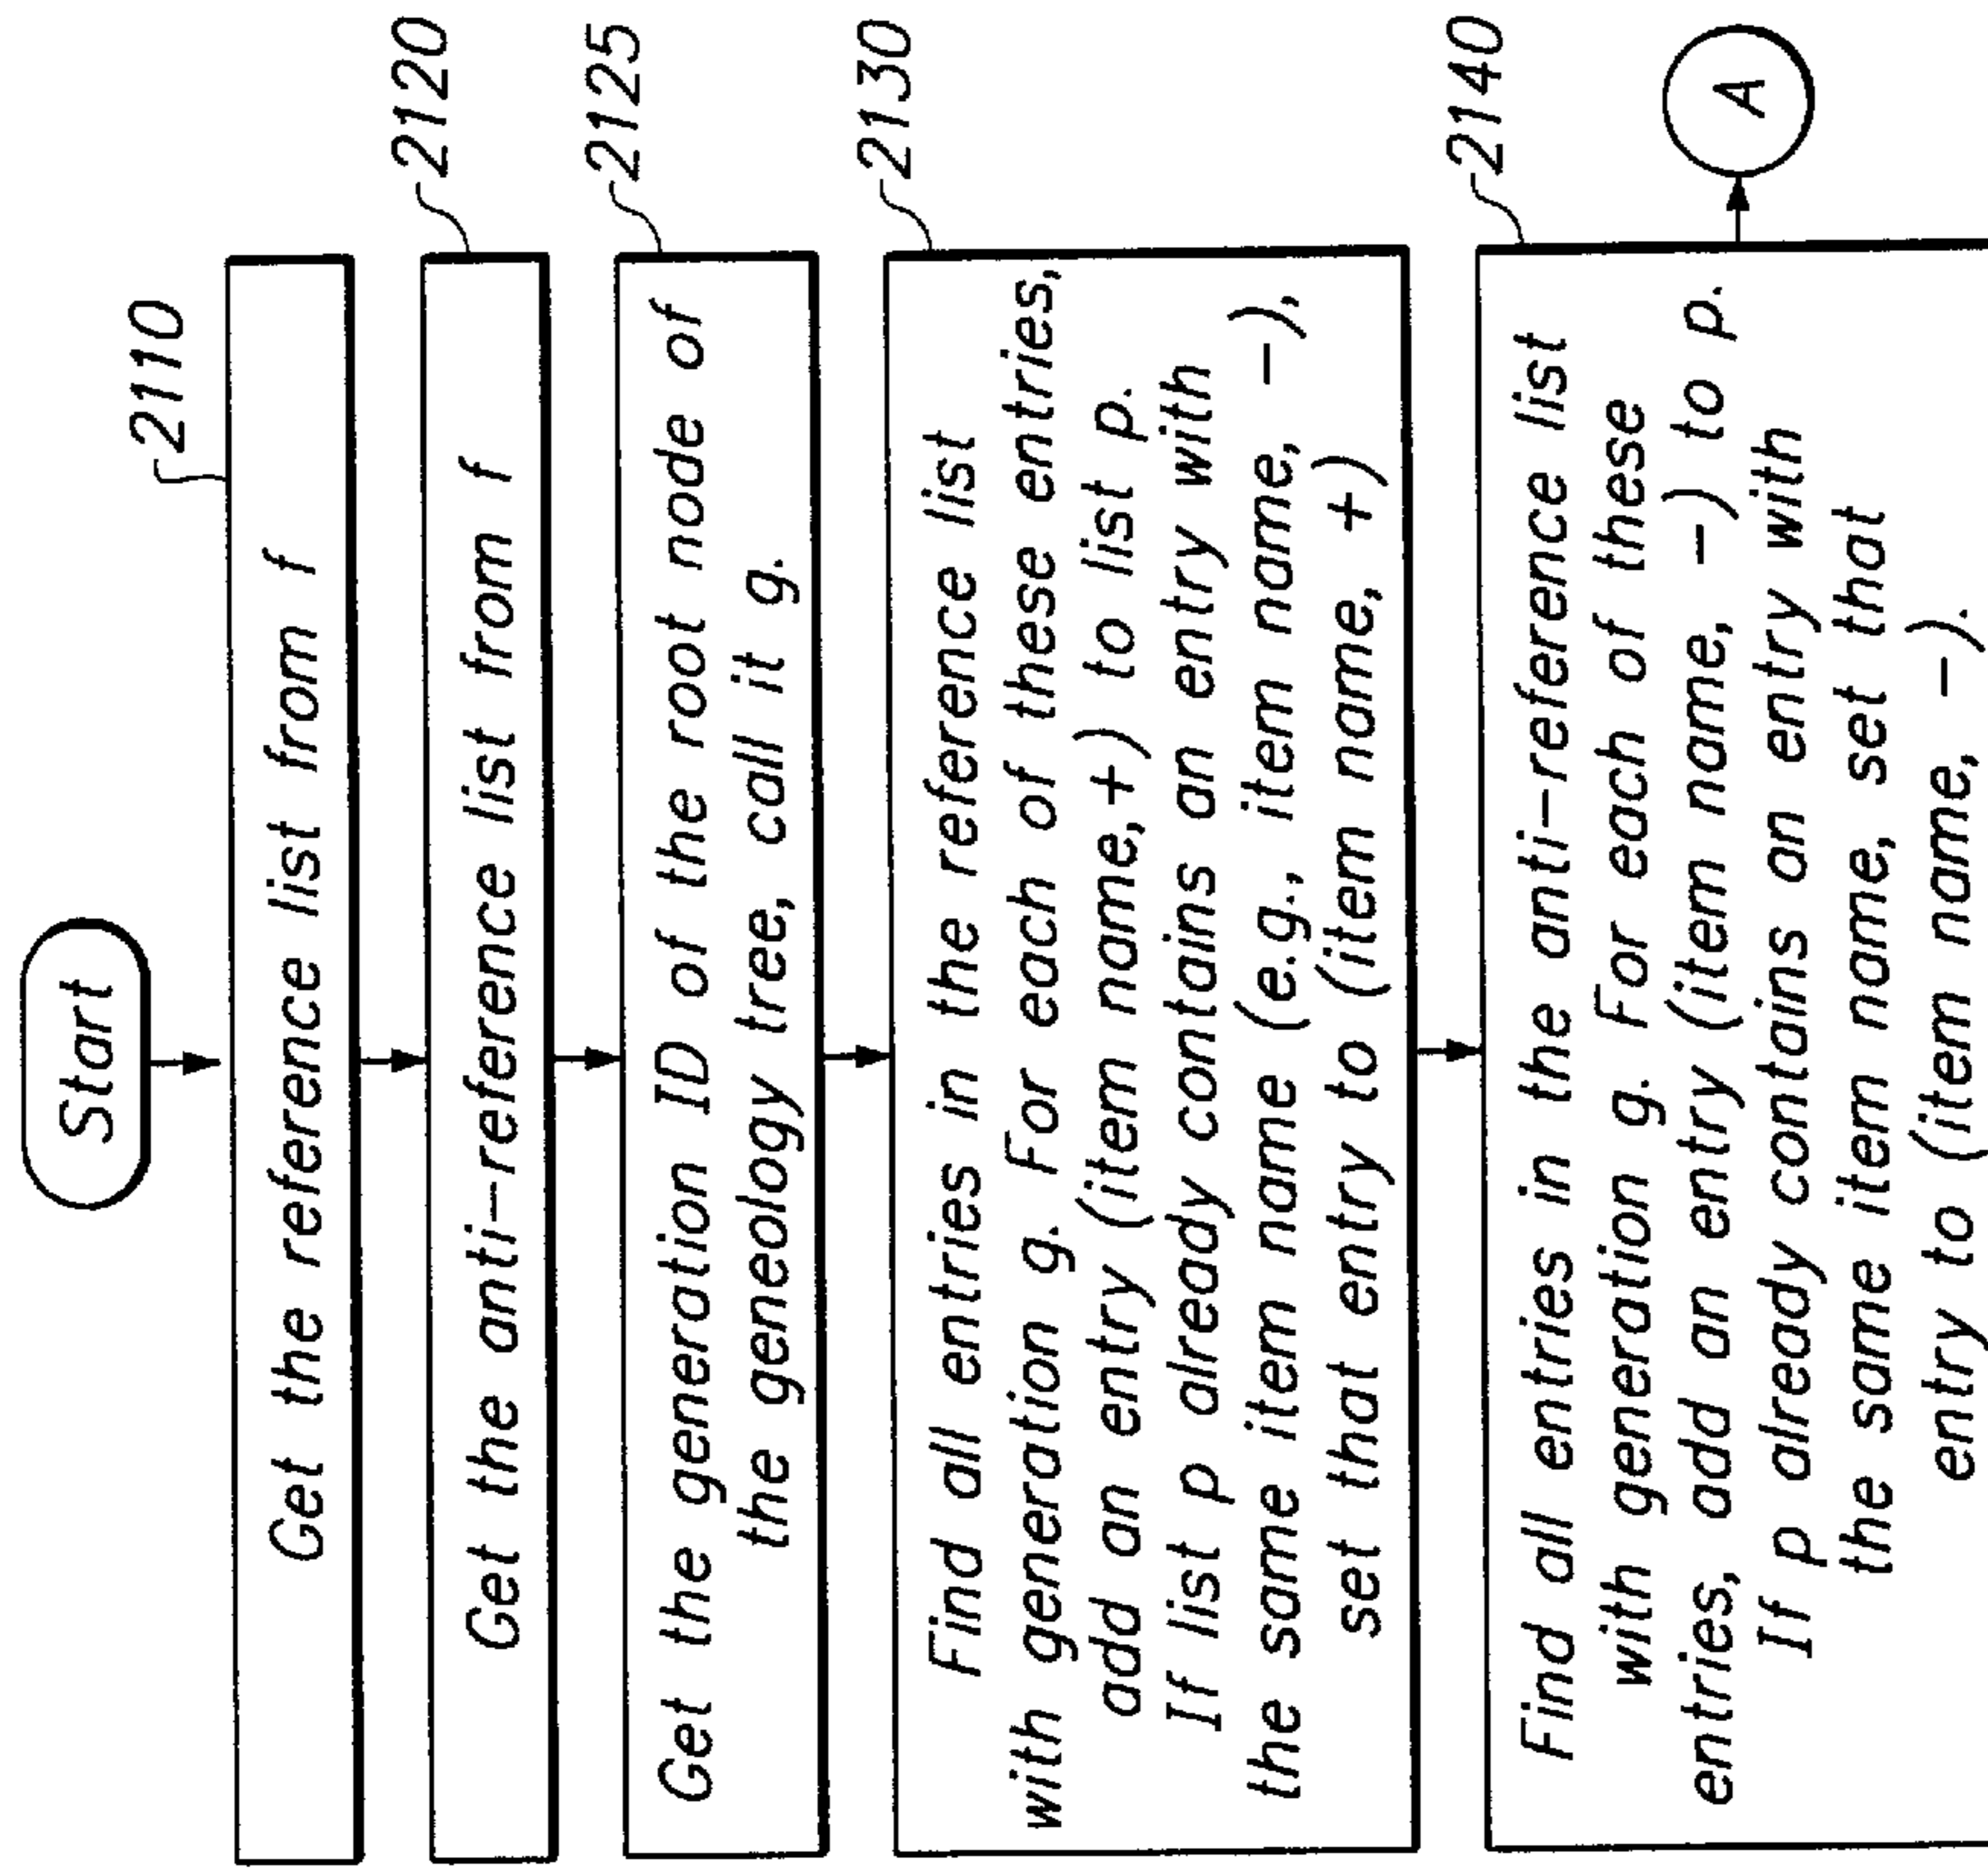 Start
2110
Get the reference list from f
2120
Get the anti-reference list from f
2125
Get the generation ID of the root node of
the geneology tree, call it g.
2130
Find all entries in the reference list
with generation g. For each of these entries,
add an entry (item name,+) to list p.
If list p already contains an entry with
the same item name (e.g., item name, -),
set that entry to (item name, +)
2140
Find all entries in the anti-reference list
with generation g. For each of these
entries, add an entry (item name, -) to p.
If p already contains an entry with
the same item name, set that
entry to (item name, -).
A